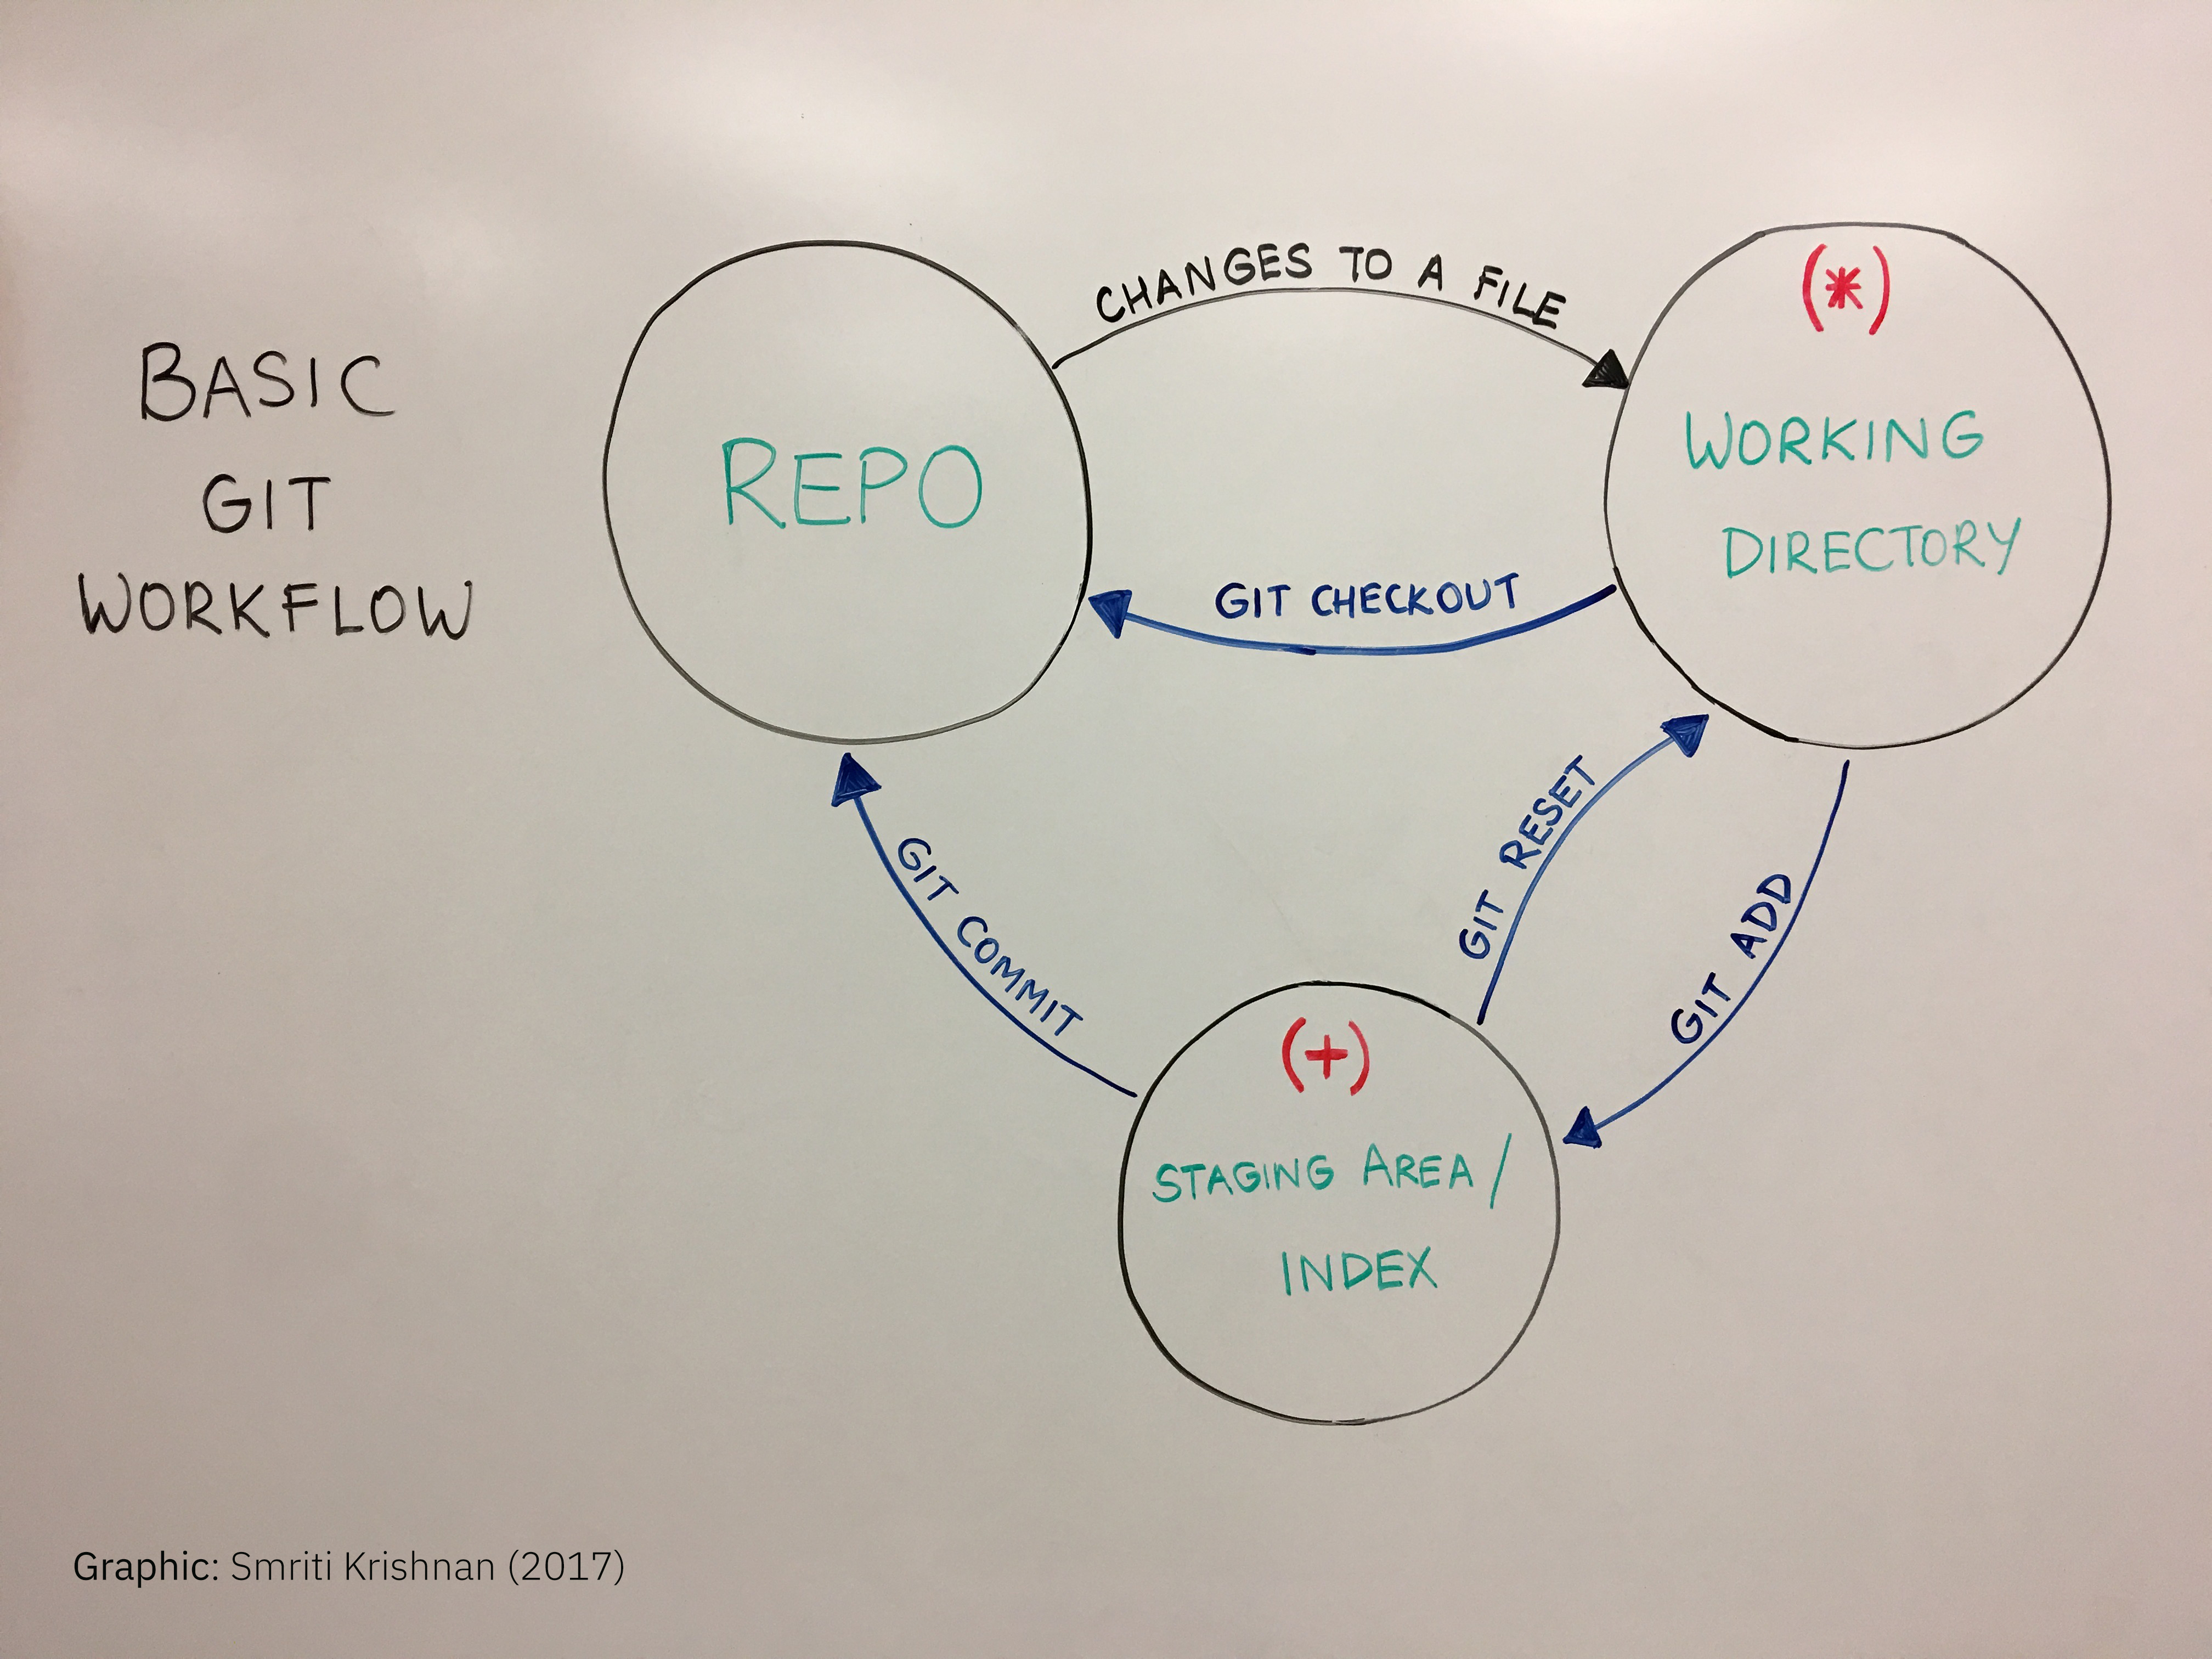 BASIC
GIT
WORKFLOW
REPO
CHANGES TO A FILE
(*)
WORKING
DIRECTORY
GIT CHECKOUT
GIT RESET
GIT ADD
GIT COMMIT
(+)
STAGING AREA/
INDEX
Graphic: Smriti Krishnan (2017)